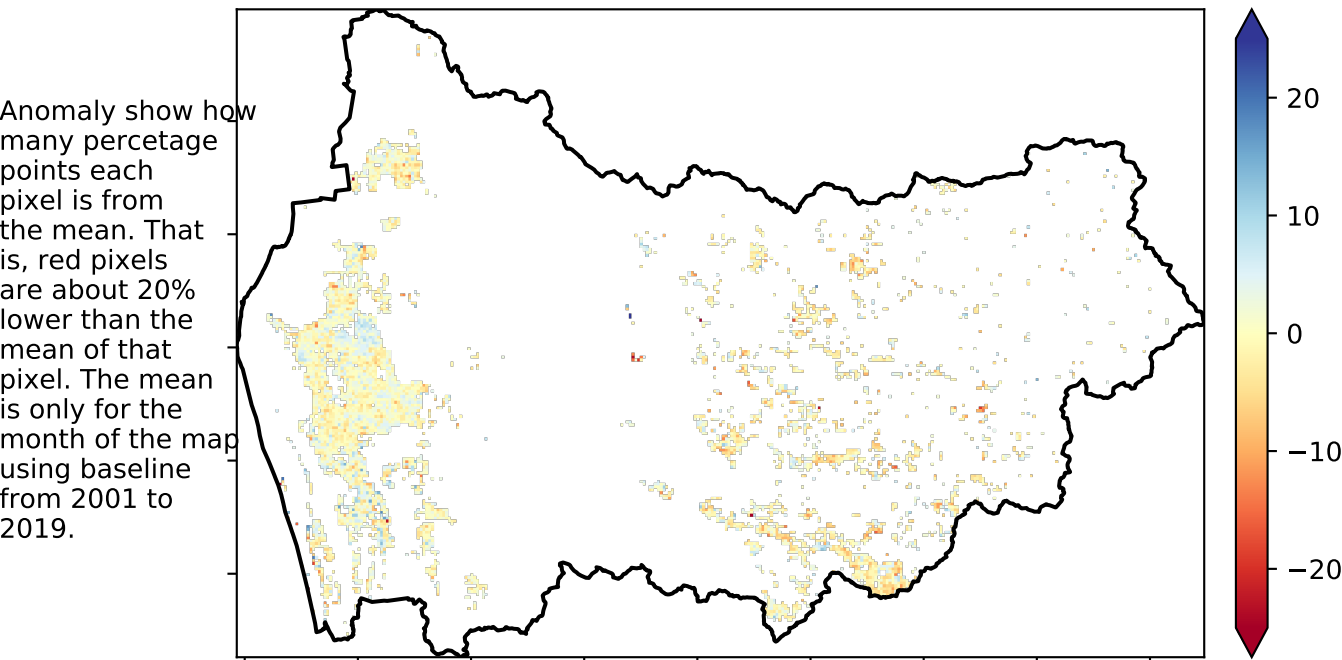 Anomaly show how
many percetage
points each
pixel is from
the mean. That
is, red pixels
are about 20%
lower than the
mean of that
pixel. The mean
is only for the
month of the map
using baseline
from 2001 to
2019.
20
10
0
−10
−20